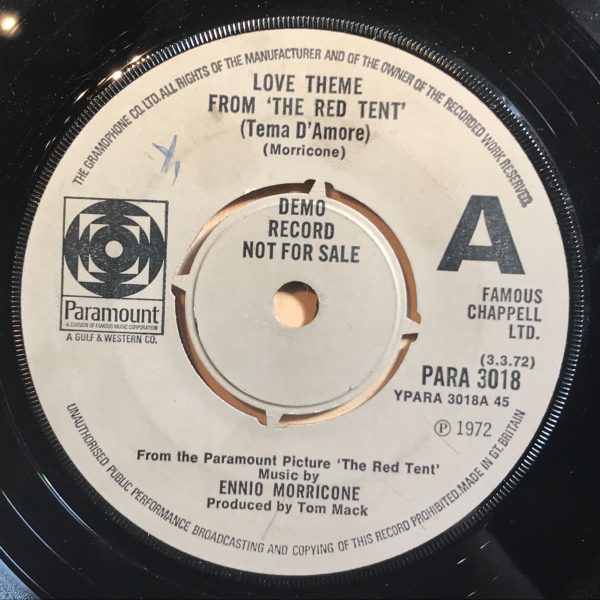 THE GRAMOPHONE CO. LTD. ALL RIGHTS OF THE MANUFACTURER AND OF THE OWNER OF THE RECORDED WORK RESERVED.
LOVE THEME
FROM 'THE RED TENT'
(Tema D'Amore)
(Morricone)
DEMO
RECORD
NOT FOR SALE
A
Paramount
A DIVISION OF FAMOUS MUSIC CORPORATION
A GULF & WESTERN CO.
FAMOUS
CHAPPELL
LTD.
(3.3.72)
PARA 3018
YPARA 3018A 45
℗ 1972
From the Paramount Picture 'The Red Tent'
Music by
ENNIO MORRICONE
Produced by Tom Mack
UNAUTHORISED PUBLIC PERFORMANCE BROADCASTING AND COPYING OF THIS RECORD PROHIBITED. MADE IN GT. BRITAIN